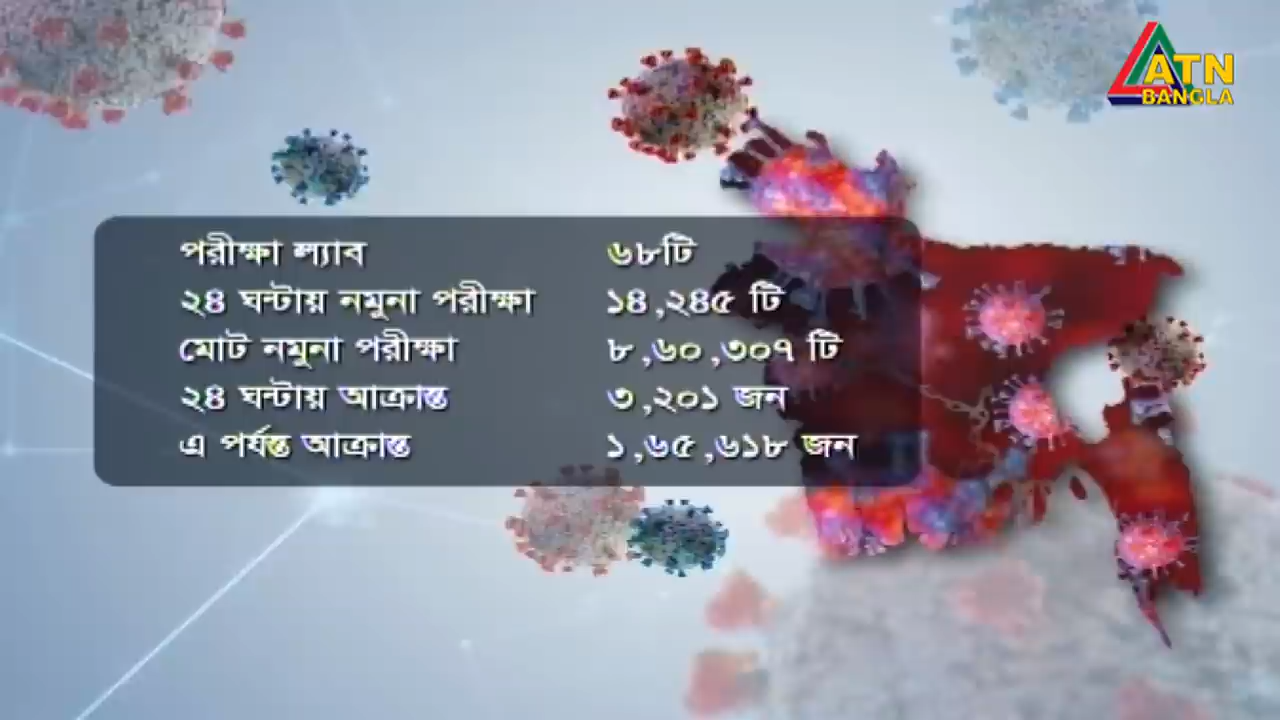 ATN
BANGLA
পরীক্ষা ল্যাব ৬৮টি
২৪ ঘন্টায় নমুনা পরীক্ষা ১৪,২৪৫ টি
মোট নমুনা পরীক্ষা ৮,৬০,৩০৭ টি
২৪ ঘন্টায় আক্রান্ত ৩,২০১ জন
এ পর্যন্ত আক্রান্ত ১,৬৫,৬১৮ জন